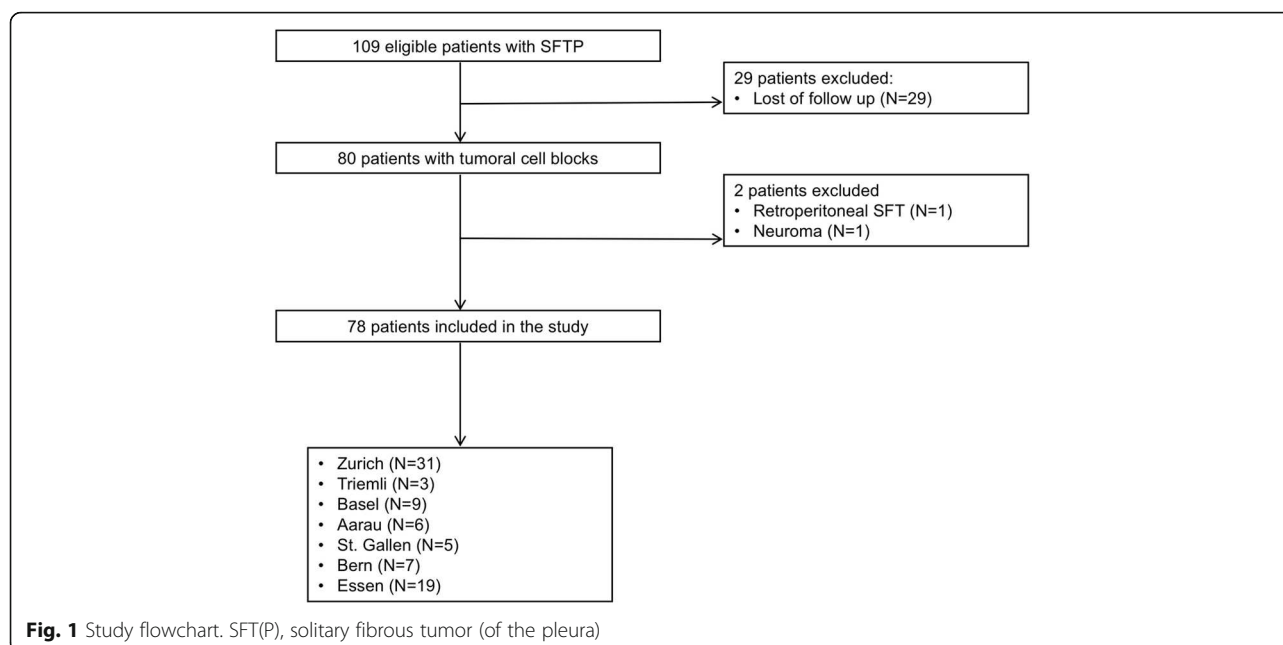 109 eligible patients with SFTP
29 patients excluded:
• Lost of follow up (N=29)
80 patients with tumoral cell blocks
2 patients excluded
• Retroperitoneal SFT (N=1)
• Neuroma (N=1)
78 patients included in the study
• Zurich (N=31)
• Triemli (N=3)
• Basel (N=9)
• Aarau (N=6)
• St. Gallen (N=5)
• Bern (N=7)
• Essen (N=19)
Fig. 1 Study flowchart. SFT(P), solitary fibrous tumor (of the pleura)